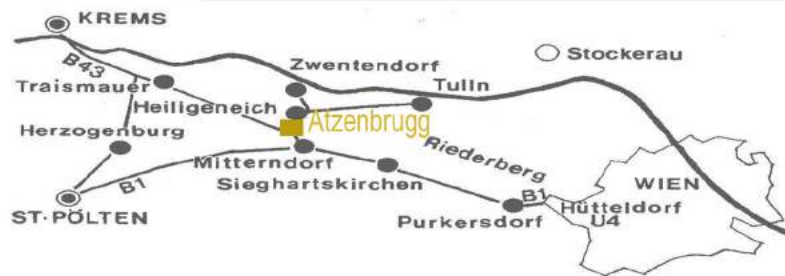 KREMS
Stockerau
B43
Zwentendorf
Traismauer
Tulln
Heiligeneich
Atzenbrugg
Herzogenburg
Riederberg
Mitterndorf
B1
Sieghartskirchen
WIEN
B1
Hütteldorf
ST·PÖLTEN
Purkersdorf
U4